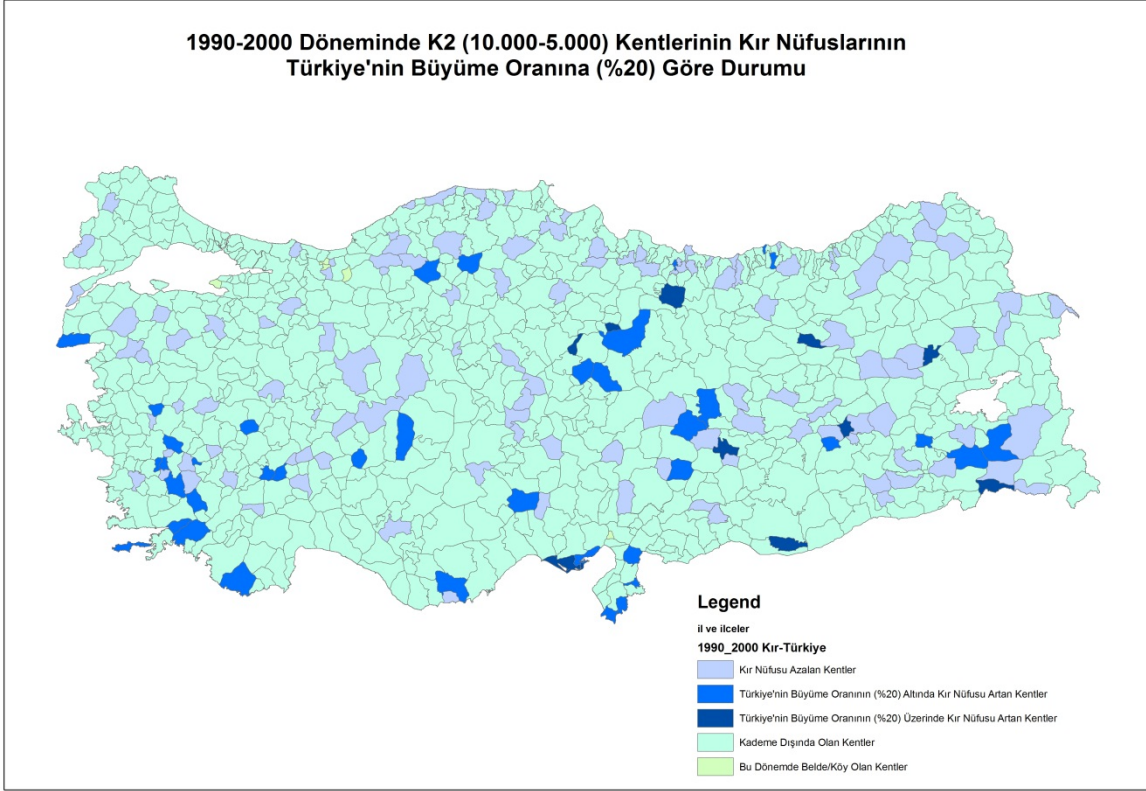 1990-2000 Döneminde K2 (10.000-5.000) Kentlerinin Kır Nüfuslarının
Türkiye'nin Büyüme Oranına (%20) Göre Durumu
Legend
il ve ilceler
1990_2000 Kır-Türkiye
Kır Nüfusu Azalan Kentler
Türkiye'nin Büyüme Oranının (%20) Altında Kır Nüfusu Artan Kentler
Türkiye'nin Büyüme Oranının (%20) Üzerinde Kır Nüfusu Artan Kentler
Kademe Dışında Olan Kentler
Bu Dönemde Belde/Köy Olan Kentler